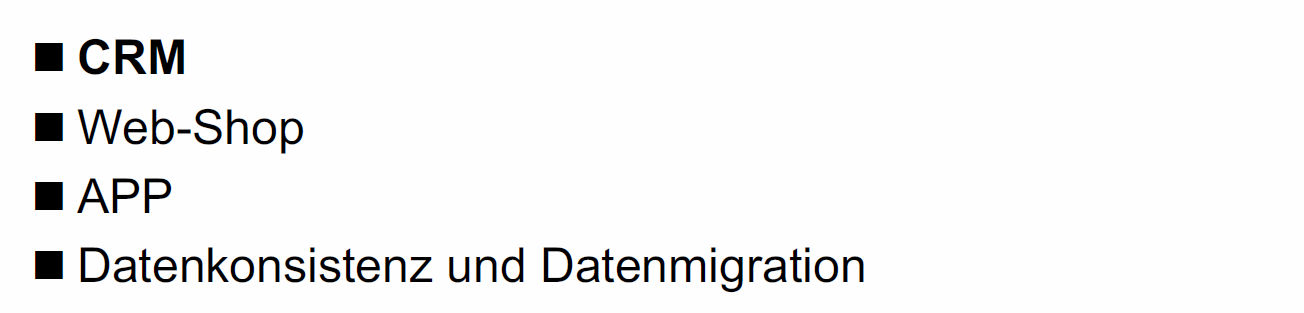 ■ CRM
■ Web-Shop
■ APP
■ Datenkonsistenz und Datenmigration